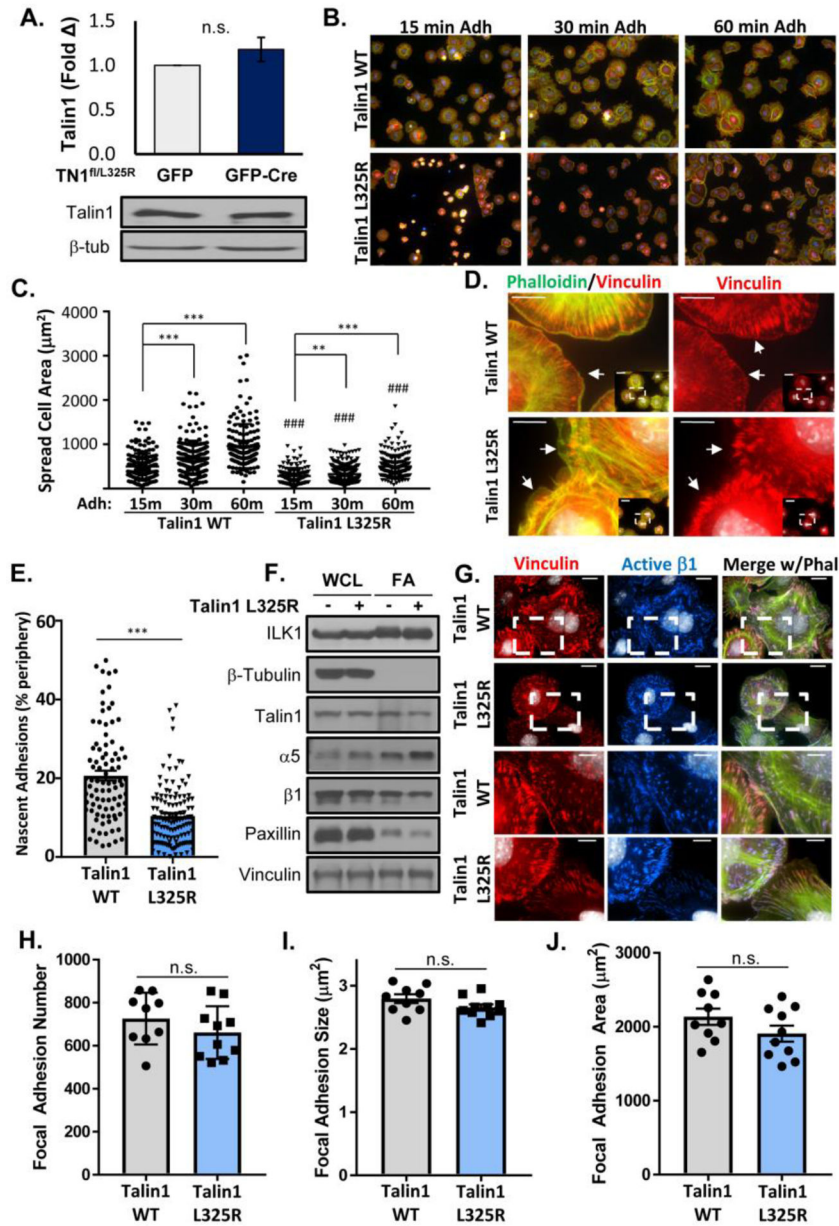 A.
n.s.
Talin1 (Fold Δ)
1.5
1.0
0.5
0.0
TN1fl/L325R
GFP
GFP-Cre
Talin1
β-tub
B.
15 min Adh
30 min Adh
60 min Adh
Talin1 WT
Talin1 L325R
C.
Spread Cell Area (μm²)
4000
3000
2000
1000
***
***
***
**
###
###
###
Adh:
15m
30m
60m
15m
30m
60m
Talin1 WT
Talin1 L325R
D.
Phalloidin/Vinculin
Vinculin
Talin1 WT
Talin1 L325R
E.
Nascent Adhesions (% periphery)
60
40
20
0
***
Talin1 WT
Talin1 L325R
F.
WCL
FA
Talin1 L325R
-
+
-
+
ILK1
β-Tubulin
Talin1
α5
β1
Paxillin
Vinculin
G.
Vinculin
Active β1
Merge w/Phal
Talin1 WT
Talin1 L325R
Talin1 WT
Talin1 L325R
H.
Focal Adhesion Number
1000
800
600
400
200
0
n.s.
Talin1 WT
Talin1 L325R
I.
Focal Adhesion Size (μm²)
3
2
1
0
n.s.
Talin1 WT
Talin1 L325R
J.
Focal Adhesion Area (μm²)
3000
2000
1000
0
n.s.
Talin1 WT
Talin1 L325R